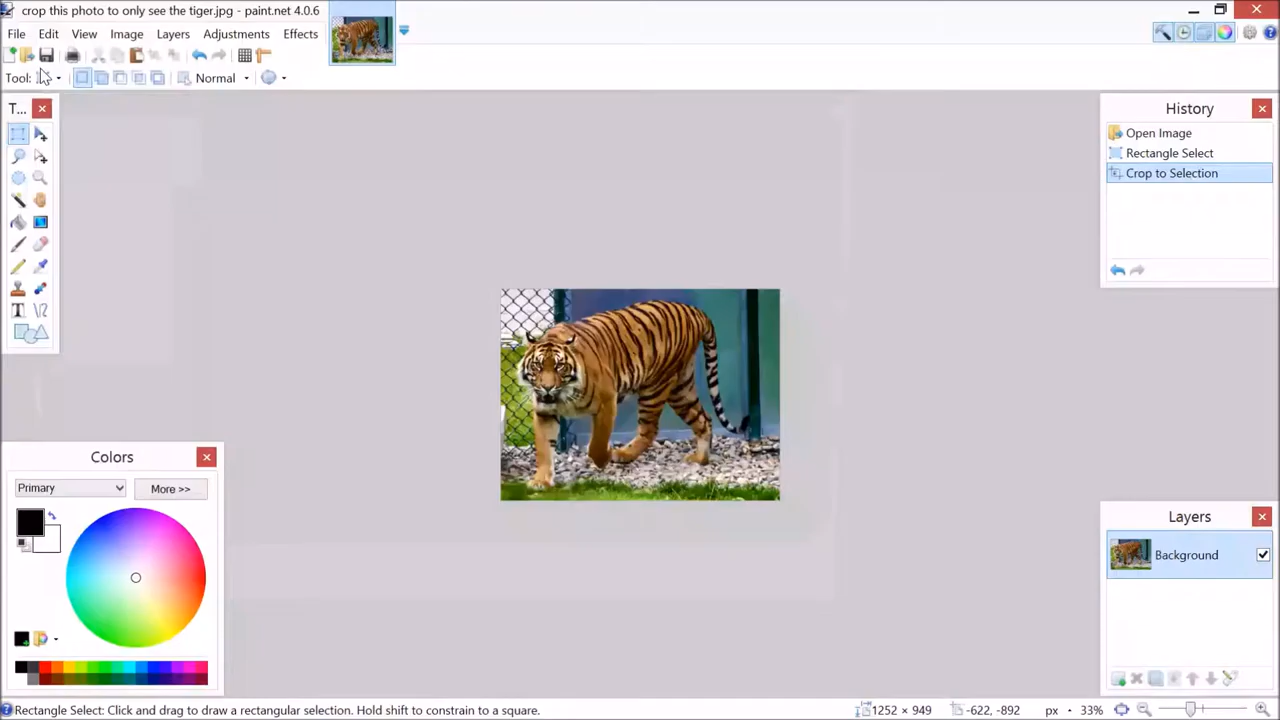 crop this photo to only see the tiger.jpg - paint.net 4.0.6
File Edit View Image Layers Adjustments Effects
Tool: Normal
T...
History
Open Image
Rectangle Select
Crop to Selection
Colors
Primary
More >>
Layers
Background
Rectangle Select: Click and drag to draw a rectangular selection. Hold shift to constrain to a square.
1252 × 949
-622, -892
px
33%